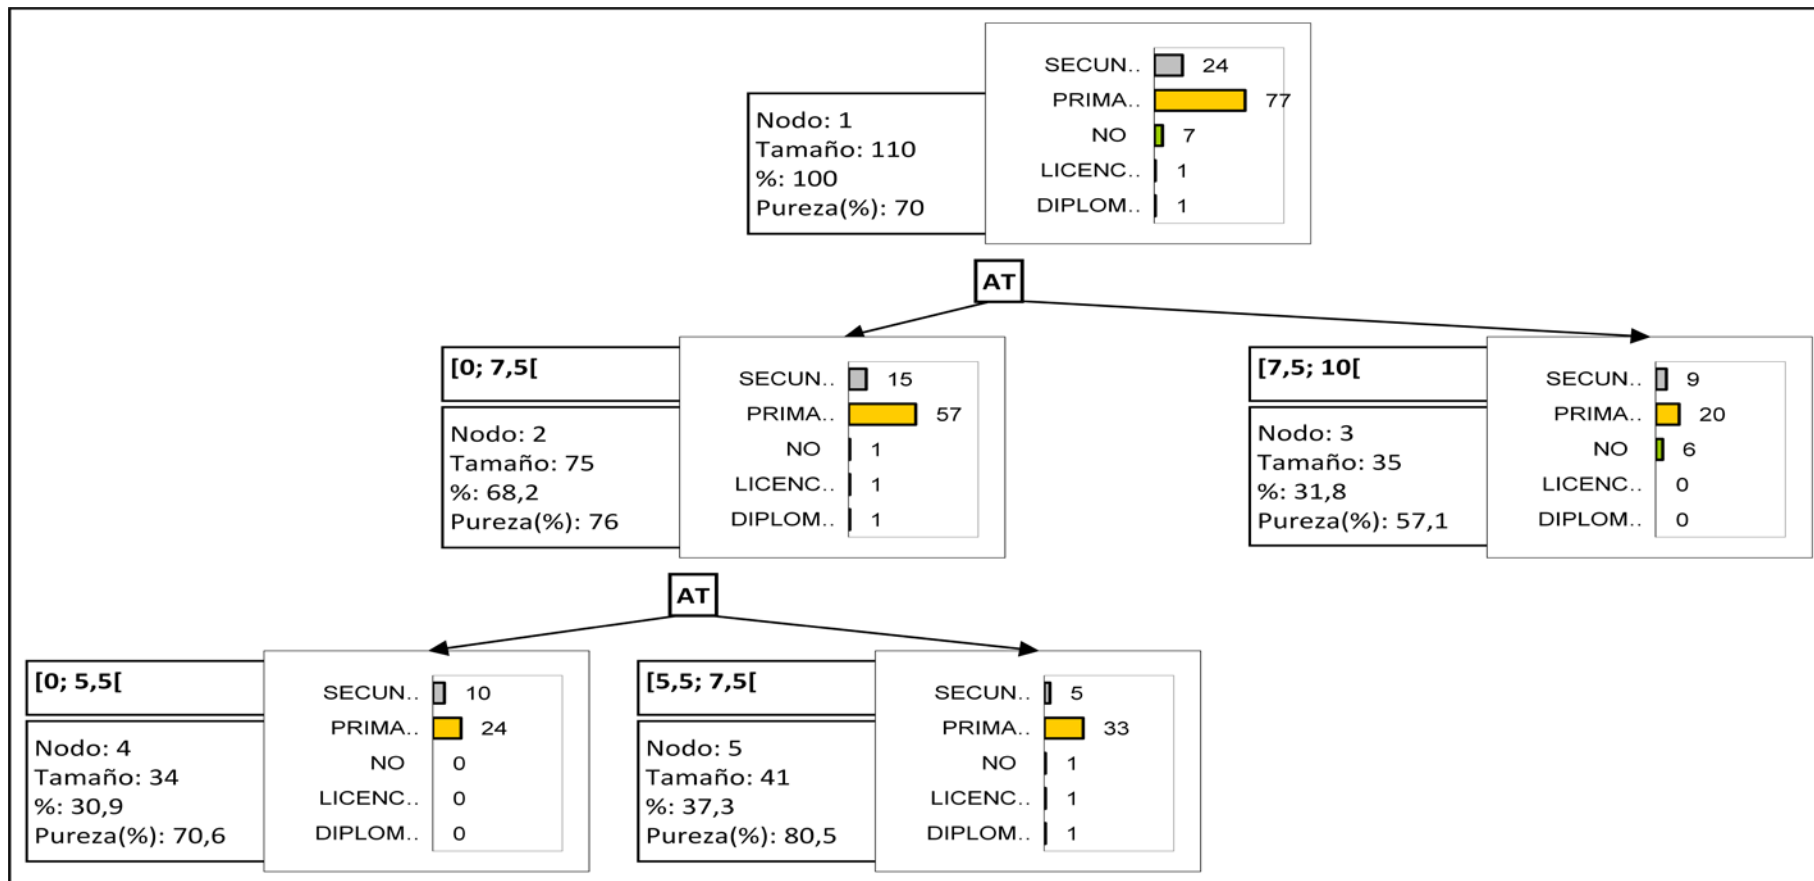 SECUN.. 24
PRIMA.. 77
NO 7
LICENC.. 1
DIPLOM.. 1
Nodo: 1
Tamaño: 110
%: 100
Pureza(%): 70
AT
[0; 7,5[
Nodo: 2
Tamaño: 75
%: 68,2
Pureza(%): 76
SECUN.. 15
PRIMA.. 57
NO 1
LICENC.. 1
DIPLOM.. 1
[7,5; 10[
Nodo: 3
Tamaño: 35
%: 31,8
Pureza(%): 57,1
SECUN.. 9
PRIMA.. 20
NO 6
LICENC.. 0
DIPLOM.. 0
AT
[0; 5,5[
Nodo: 4
Tamaño: 34
%: 30,9
Pureza(%): 70,6
SECUN.. 10
PRIMA.. 24
NO 0
LICENC.. 0
DIPLOM.. 0
[5,5; 7,5[
Nodo: 5
Tamaño: 41
%: 37,3
Pureza(%): 80,5
SECUN.. 5
PRIMA.. 33
NO 1
LICENC.. 1
DIPLOM.. 1